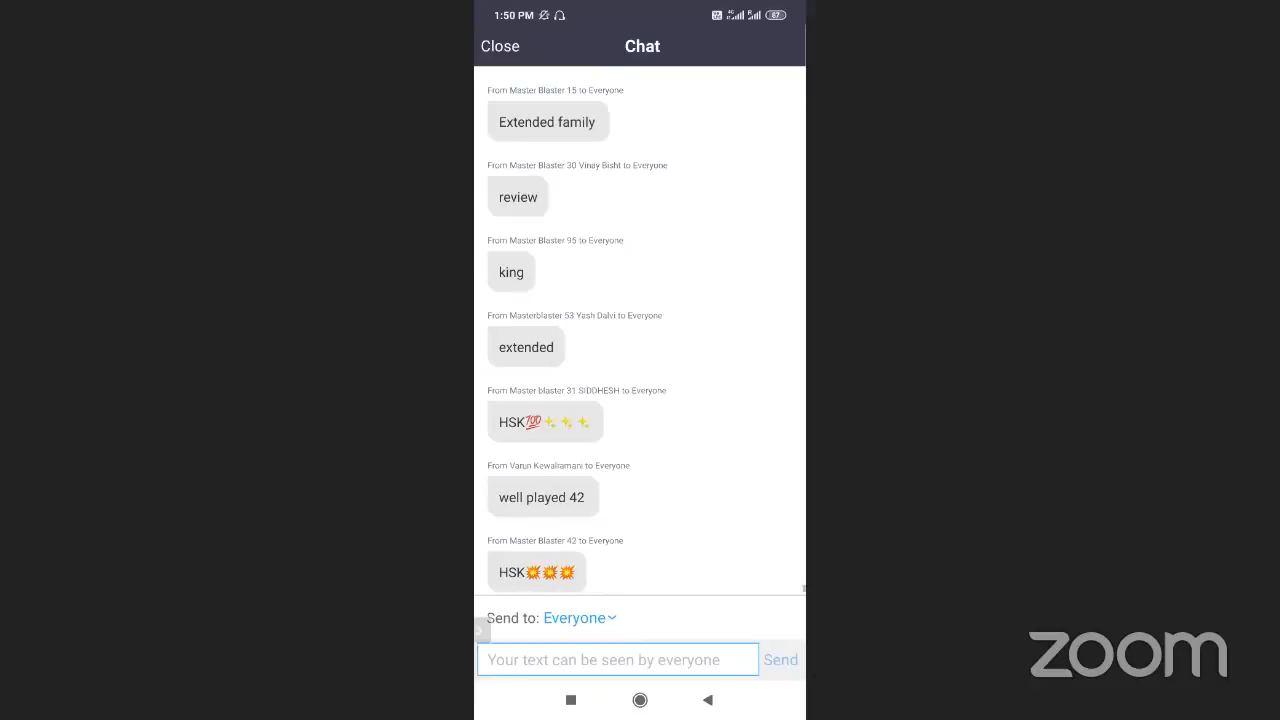 1:50 PM 87
Close Chat
From Master Blaster 15 to Everyone
Extended family
From Master Blaster 30 Vinay Bisht to Everyone
review
From Master Blaster 95 to Everyone
king
From Masterblaster 53 Yash Dalvi to Everyone
extended
From Master blaster 31 SIDDHESH to Everyone
HSK💯✨✨✨
From Varun Kewalramani to Everyone
well played 42
From Master Blaster 42 to Everyone
HSK💥💥💥
Send to: Everyone
Your text can be seen by everyone Send
zoom